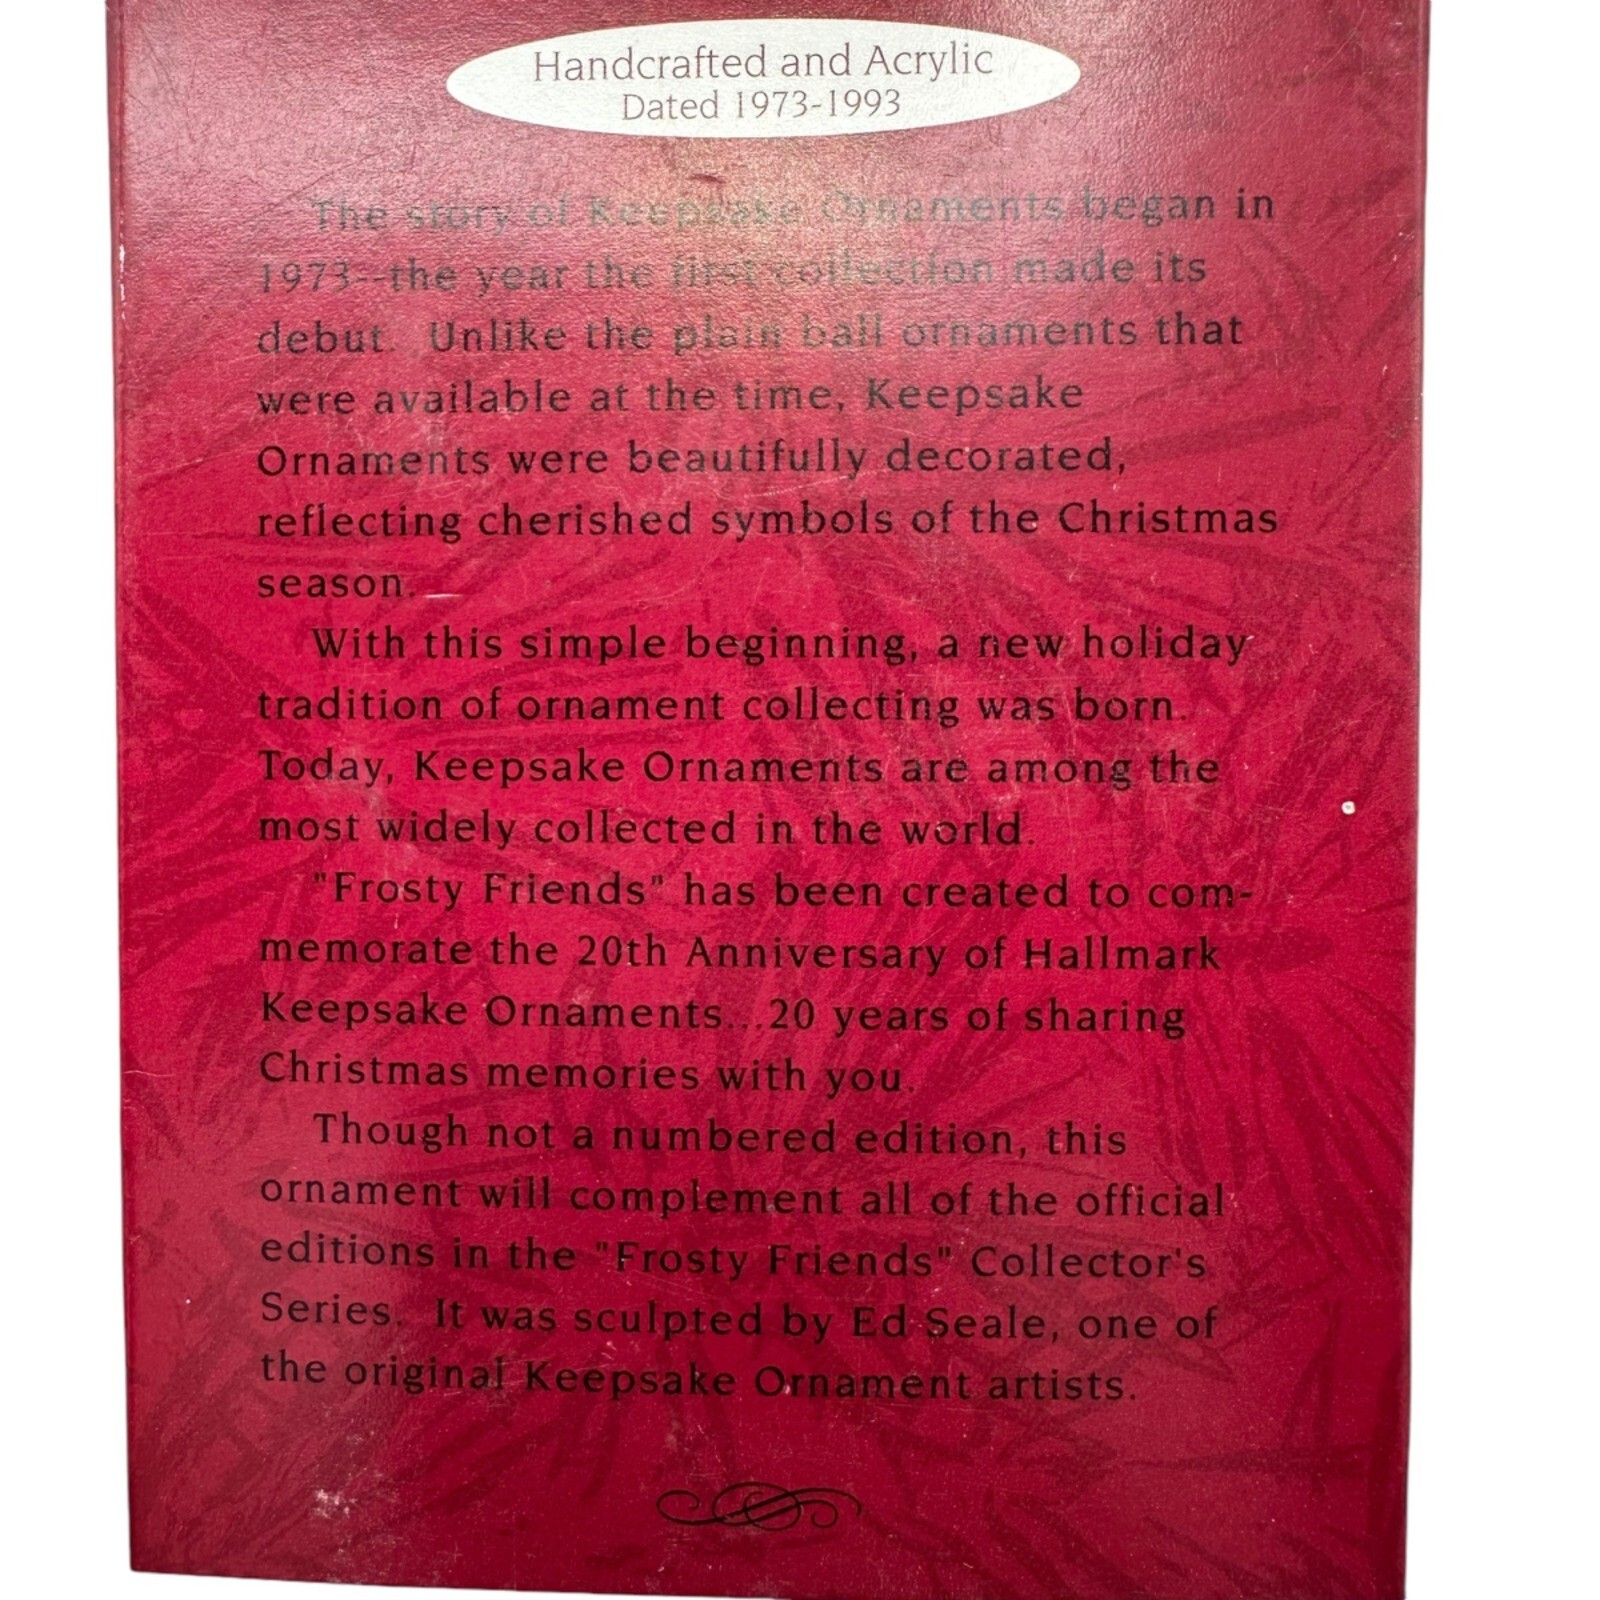 Handcrafted and Acrylic
Dated 1973-1993
The story of Keepsake Ornaments began in
1973--the year the first collection made its
debut. Unlike the plain ball ornaments that
were available at the time, Keepsake
Ornaments were beautifully decorated,
reflecting cherished symbols of the Christmas
season.
With this simple beginning, a new holiday
tradition of ornament collecting was born.
Today, Keepsake Ornaments are among the
most widely collected in the world.
"Frosty Friends" has been created to com-
memorate the 20th Anniversary of Hallmark
Keepsake Ornaments...20 years of sharing
Christmas memories with you.
Though not a numbered edition, this
ornament will complement all of the official
editions in the "Frosty Friends" Collector's
Series. It was sculpted by Ed Seale, one of
the original Keepsake Ornament artists.